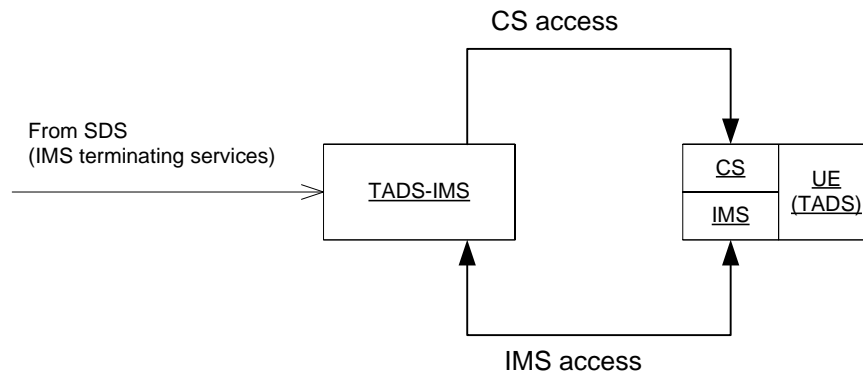 CS access
From SDS
(IMS terminating services)
TADS-IMS
CS
IMS
UE
(TADS)
IMS access